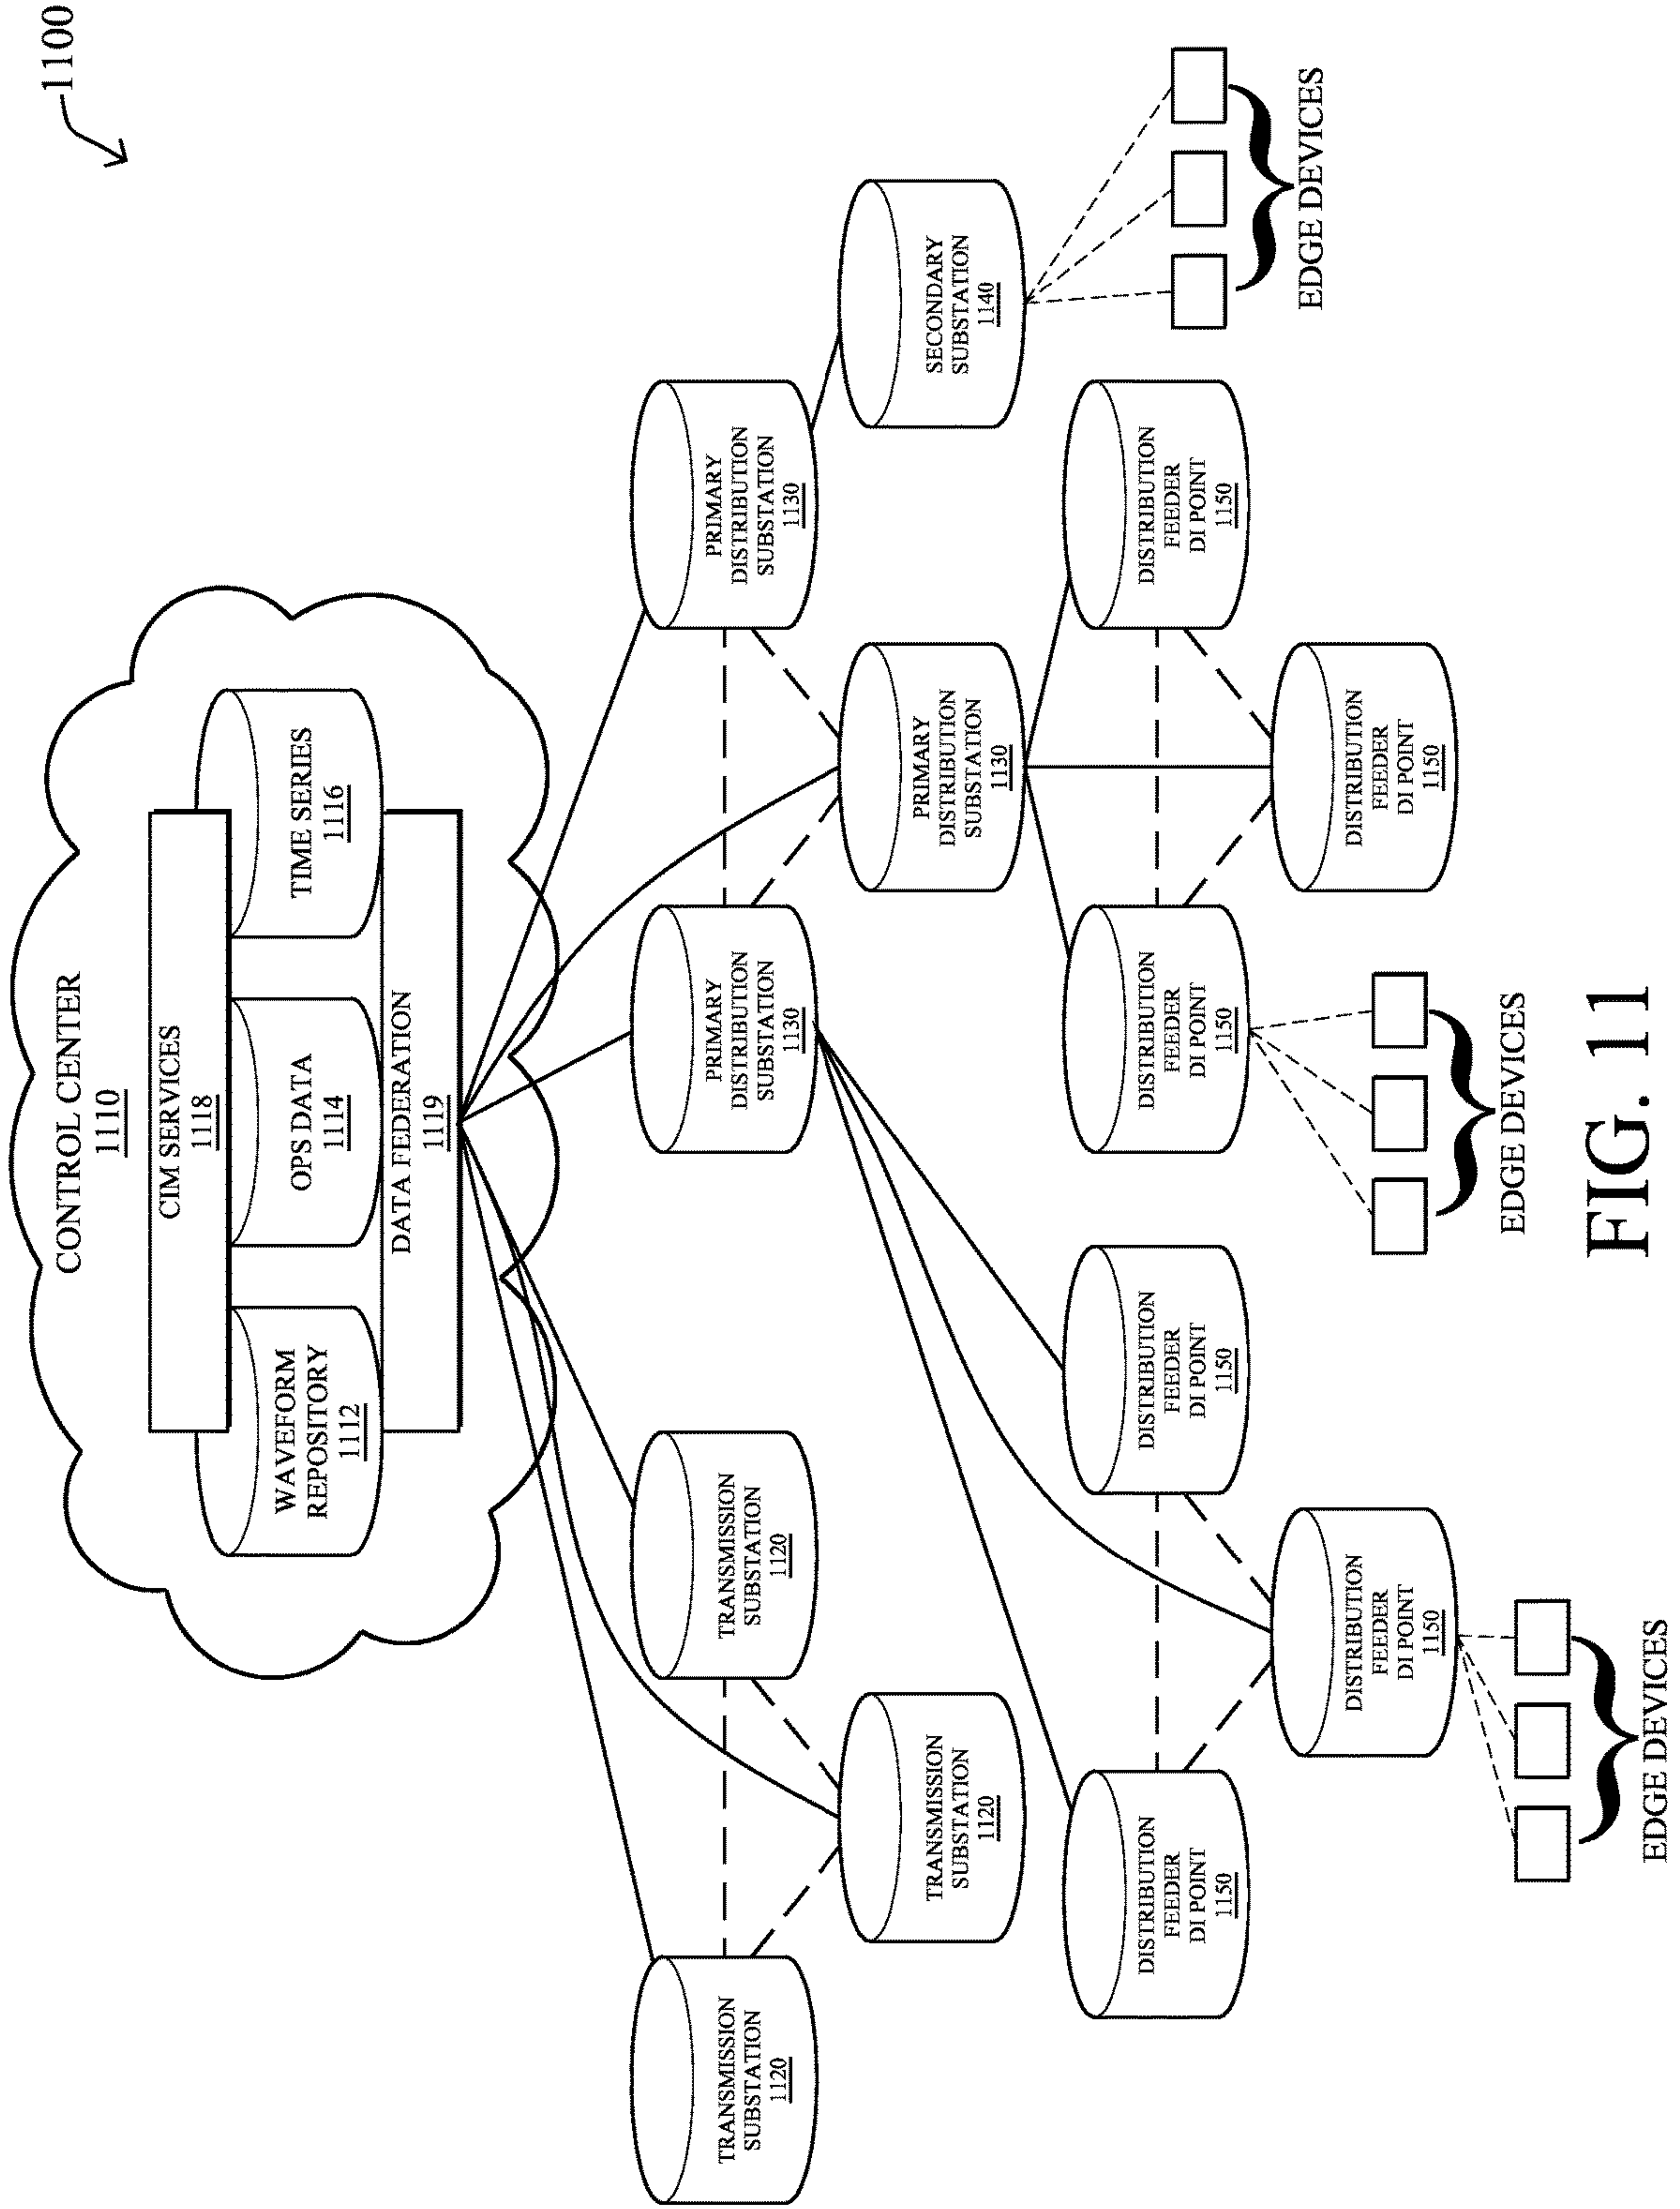 1100
CONTROL CENTER
1110
CIM SERVICES
1118
WAVEFORM
REPOSITORY
1112
OPS DATA
1114
TIME SERIES
1116
DATA FEDERATION
1119
TRANSMISSION
SUBSTATION
1120
TRANSMISSION
SUBSTATION
1120
PRIMARY
DISTRIBUTION
SUBSTATION
1130
PRIMARY
DISTRIBUTION
SUBSTATION
1130
TRANSMISSION
SUBSTATION
1120
PRIMARY
DISTRIBUTION
SUBSTATION
1130
SECONDARY
SUBSTATION
1140
DISTRIBUTION
FEEDER
DI POINT
1150
DISTRIBUTION
FEEDER
DI POINT
1150
DISTRIBUTION
FEEDER
DI POINT
1150
DISTRIBUTION
FEEDER
DI POINT
1150
EDGE DEVICES
DISTRIBUTION
FEEDER
DI POINT
1150
DISTRIBUTION
FEEDER
DI POINT
1150
EDGE DEVICES
EDGE DEVICES
FIG. 11